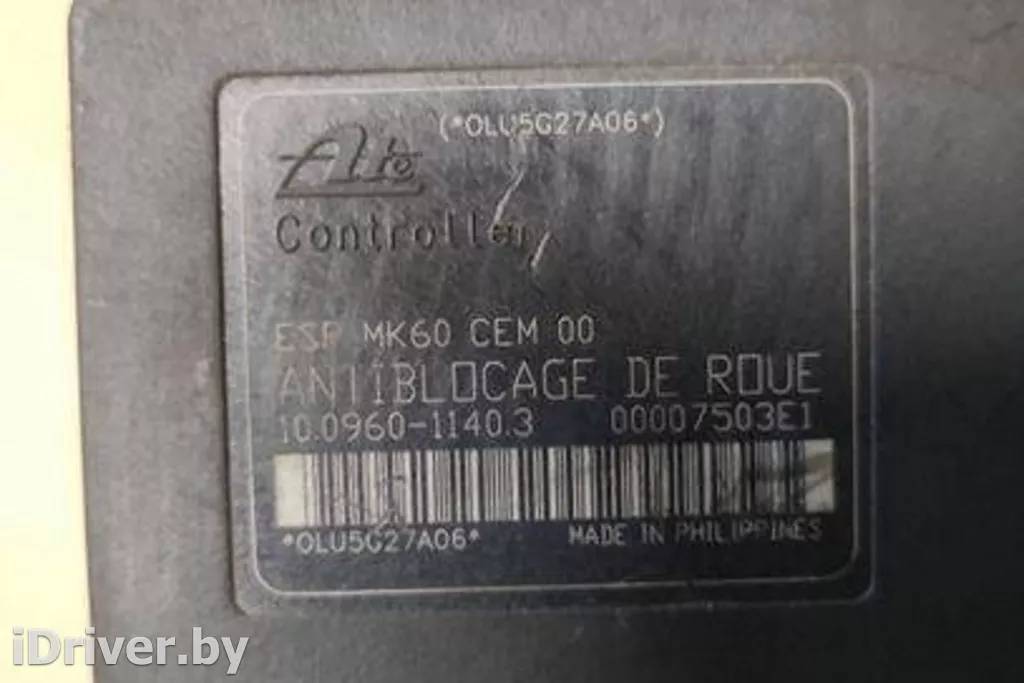 (*OLU5G27A06*)
Ate
Controller
ESP MK60 CEM 00
ANTIBLOCAGE DE ROUE
10.0960-1140.3 00007503E1
*OLU5G27A06* MADE IN PHILIPPINES
iDriver.by